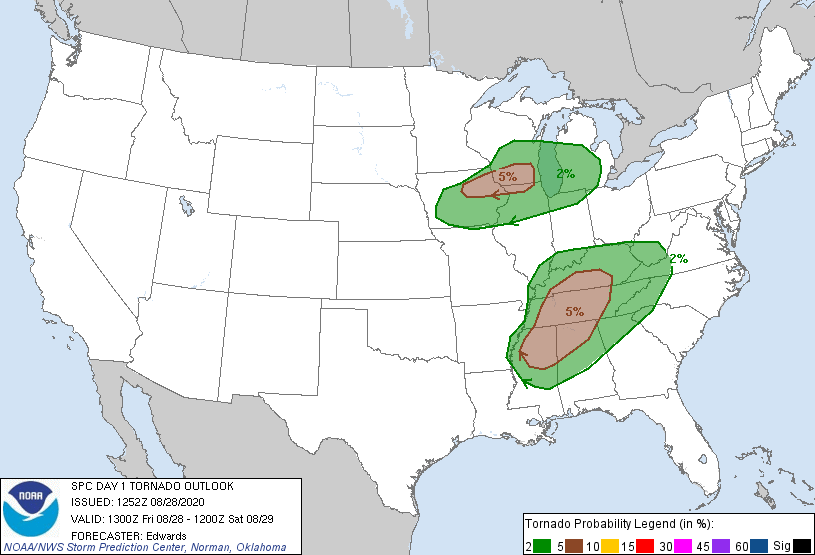 5%
2%
2%
5%
NOAA
SPC DAY 1 TORNADO OUTLOOK
ISSUED: 1252Z 08/28/2020
VALID: 1300Z Fri 08/28 - 1200Z Sat 08/29
FORECASTER: Edwards
NOAA/NWS Storm Prediction Center, Norman, Oklahoma
Tornado Probability Legend (in %):
2 5 10 15 30 45 60 Sig